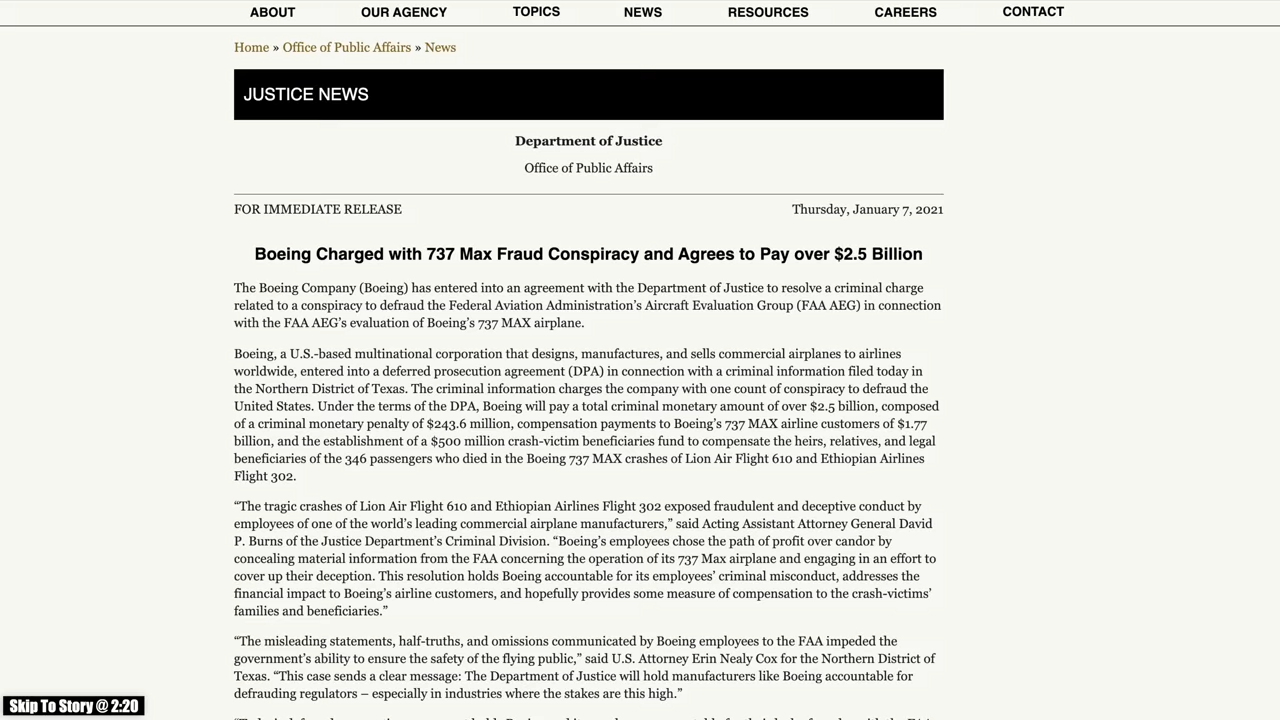 ABOUT OUR AGENCY TOPICS NEWS RESOURCES CAREERS CONTACT
Home » Office of Public Affairs » News
JUSTICE NEWS
Department of Justice
Office of Public Affairs
FOR IMMEDIATE RELEASE Thursday, January 7, 2021
Boeing Charged with 737 Max Fraud Conspiracy and Agrees to Pay over $2.5 Billion
The Boeing Company (Boeing) has entered into an agreement with the Department of Justice to resolve a criminal charge
related to a conspiracy to defraud the Federal Aviation Administration’s Aircraft Evaluation Group (FAA AEG) in connection
with the FAA AEG’s evaluation of Boeing’s 737 MAX airplane.
Boeing, a U.S.-based multinational corporation that designs, manufactures, and sells commercial airplanes to airlines
worldwide, entered into a deferred prosecution agreement (DPA) in connection with a criminal information filed today in
the Northern District of Texas. The criminal information charges the company with one count of conspiracy to defraud the
United States. Under the terms of the DPA, Boeing will pay a total criminal monetary amount of over $2.5 billion, composed
of a criminal monetary penalty of $243.6 million, compensation payments to Boeing’s 737 MAX airline customers of $1.77
billion, and the establishment of a $500 million crash-victim beneficiaries fund to compensate the heirs, relatives, and legal
beneficiaries of the 346 passengers who died in the Boeing 737 MAX crashes of Lion Air Flight 610 and Ethiopian Airlines
Flight 302.
“The tragic crashes of Lion Air Flight 610 and Ethiopian Airlines Flight 302 exposed fraudulent and deceptive conduct by
employees of one of the world’s leading commercial airplane manufacturers,” said Acting Assistant Attorney General David
P. Burns of the Justice Department’s Criminal Division. “Boeing’s employees chose the path of profit over candor by
concealing material information from the FAA concerning the operation of its 737 Max airplane and engaging in an effort to
cover up their deception. This resolution holds Boeing accountable for its employees’ criminal misconduct, addresses the
financial impact to Boeing’s airline customers, and hopefully provides some measure of compensation to the crash-victims’
families and beneficiaries.”
“The misleading statements, half-truths, and omissions communicated by Boeing employees to the FAA impeded the
government’s ability to ensure the safety of the flying public,” said U.S. Attorney Erin Nealy Cox for the Northern District of
Texas. “This case sends a clear message: The Department of Justice will hold manufacturers like Boeing accountable for
defrauding regulators – especially in industries where the stakes are this high.”
Skip To Story @ 2:20